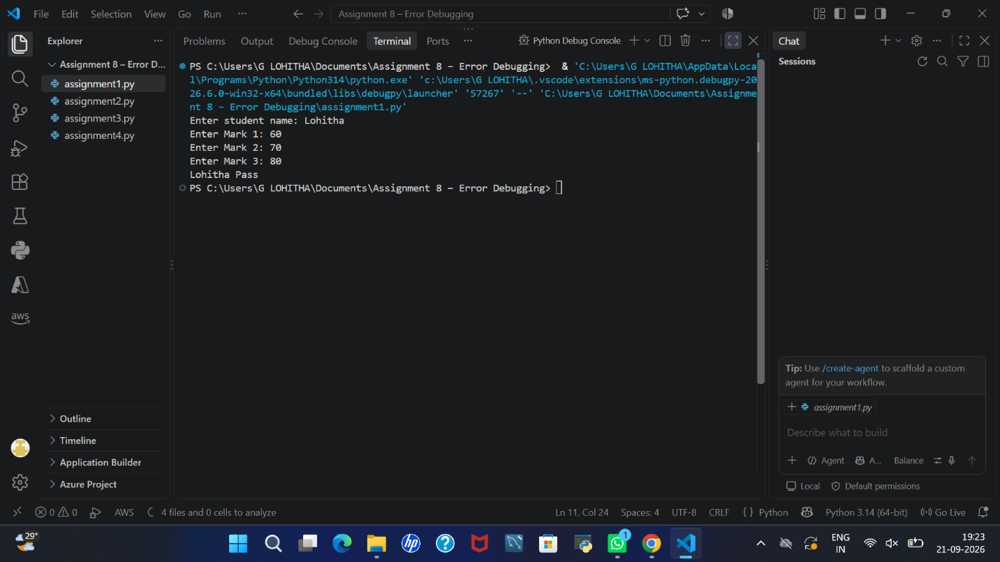 File Edit Selection View Go Run ··· Assignment 8 – Error Debugging
Explorer ···
Assignment 8 – Error D...
assignment1.py
assignment2.py
assignment3.py
assignment4.py
Outline
Timeline
Application Builder
Azure Project
aws
Problems Output Debug Console Terminal Ports ··· Python Debug Console
PS C:\Users\G LOHITHA\Documents\Assignment 8 – Error Debugging>  & 'C:\Users\G LOHITHA\AppData\Loca
l\Programs\Python\Python314\python.exe' 'c:\Users\G LOHITHA\.vscode\extensions\ms-python.debugpy-20
26.6.0-win32-x64\bundled\libs\debugpy\launcher' '57267' '--' 'C:\Users\G LOHITHA\Documents\Assignme
nt 8 – Error Debugging\assignment1.py'
Enter student name: Lohitha
Enter Mark 1: 60
Enter Mark 2: 70
Enter Mark 3: 80
Lohitha Pass
PS C:\Users\G LOHITHA\Documents\Assignment 8 – Error Debugging>
Chat
Sessions
Tip: Use /create-agent to scaffold a custom
agent for your workflow.
assignment1.py
Describe what to build
Agent A... Balance
Local Default permissions
0 0 AWS 4 files and 0 cells to analyze Ln 11, Col 24 Spaces: 4 UTF-8 CRLF { } Python Python 3.14 (64-bit) Go Live
29°
hp
1
ENG
IN
19:23
21-09-2026